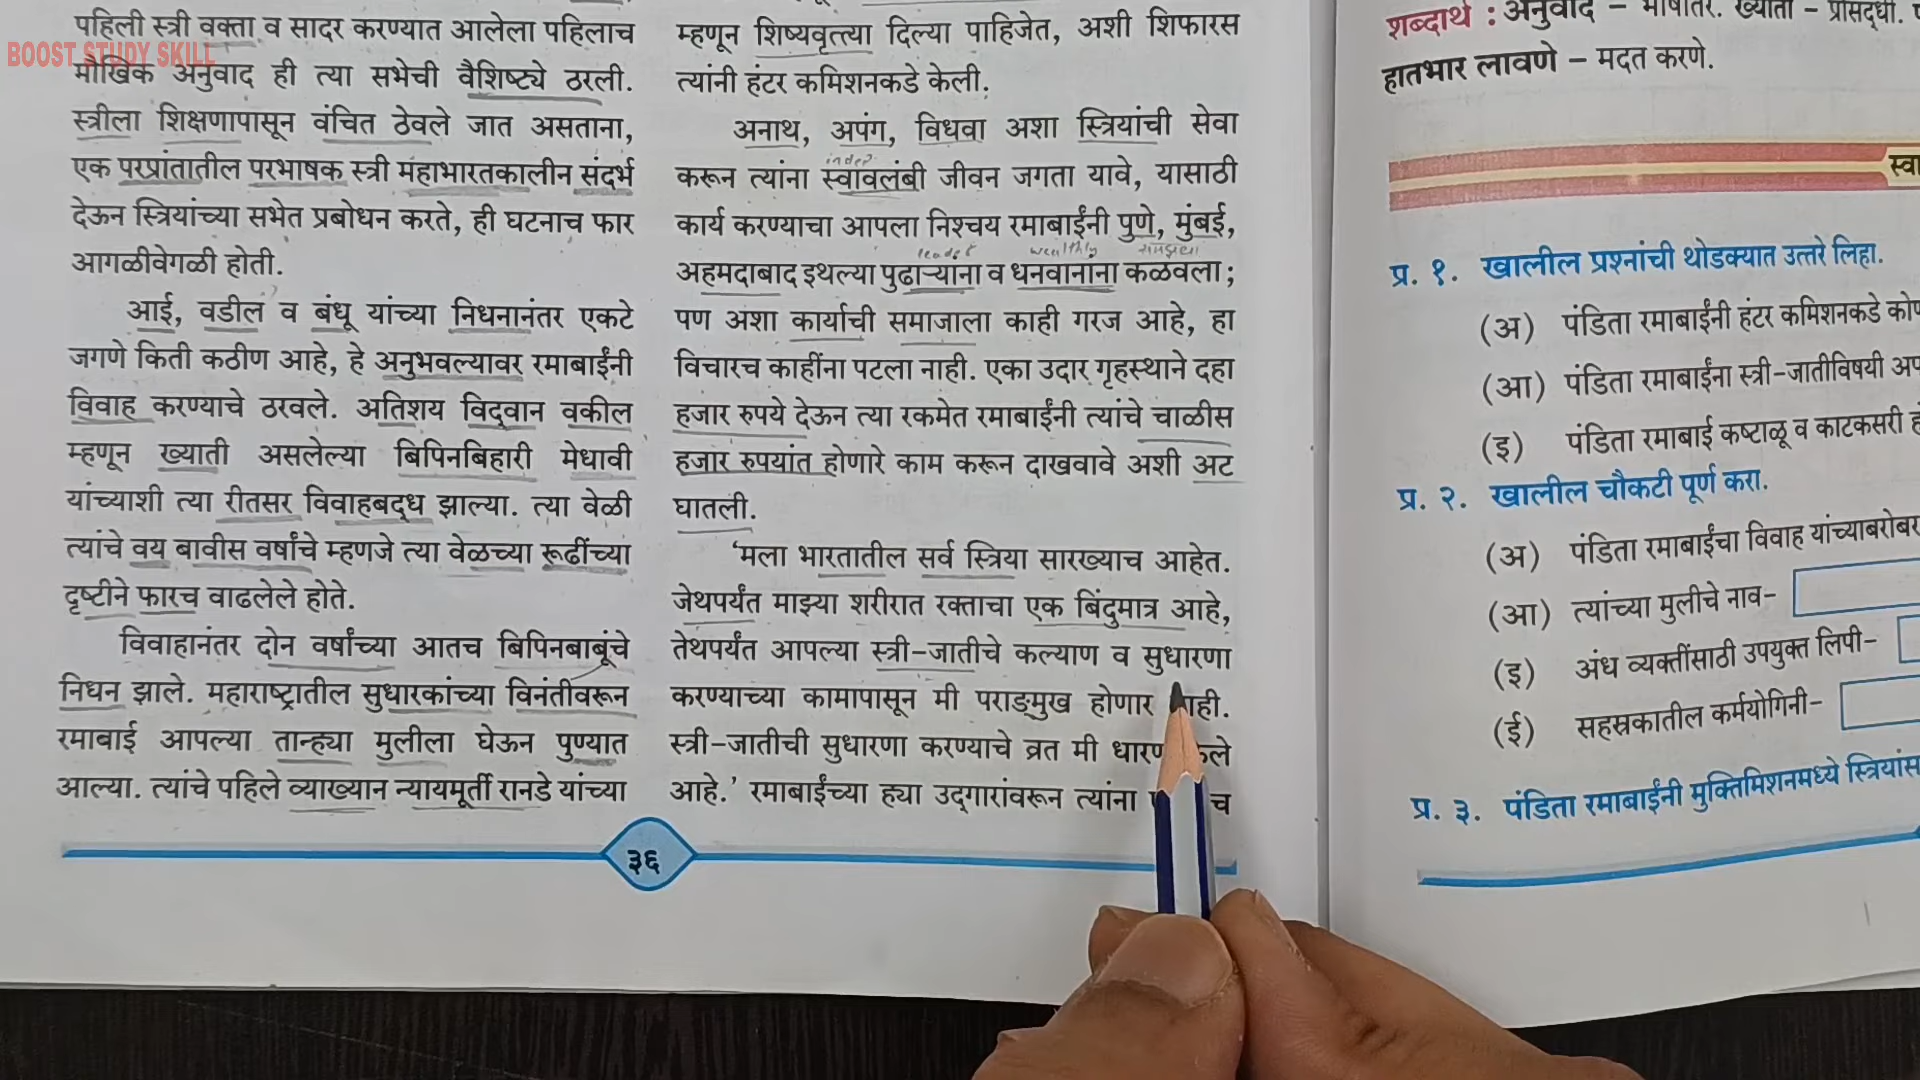 BOOST STUDY SKILL
पहिली स्त्री वक्ता व सादर करण्यात आलेला पहिलाच
मौखिक अनुवाद ही त्या सभेची वैशिष्ट्ये ठरली.
स्त्रीला शिक्षणापासून वंचित ठेवले जात असताना,
एक परप्रांतातील परभाषक स्त्री महाभारतकालीन संदर्भ
देऊन स्त्रियांच्या सभेत प्रबोधन करते, ही घटनाच फार
आगळीवेगळी होती.
आई, वडील व बंधू यांच्या निधनानंतर एकटे
जगणे किती कठीण आहे, हे अनुभवल्यावर रमाबाईंनी
विवाह करण्याचे ठरवले. अतिशय विद्वान वकील
म्हणून ख्याती असलेल्या बिपिनबिहारी मेधावी
यांच्याशी त्या रीतसर विवाहबद्ध झाल्या. त्या वेळी
त्यांचे वय बावीस वर्षांचे म्हणजे त्या वेळच्या रूढींच्या
दृष्टीने फारच वाढलेले होते.
विवाहानंतर दोन वर्षांच्या आतच बिपिनबाबूंचे
निधन झाले. महाराष्ट्रातील सुधारकांच्या विनंतीवरून
रमाबाई आपल्या तान्ह्या मुलीला घेऊन पुण्यात
आल्या. त्यांचे पहिले व्याख्यान न्यायमूर्ती रानडे यांच्या
म्हणून शिष्यवृत्त्या दिल्या पाहिजेत, अशी शिफारस
त्यांनी हंटर कमिशनकडे केली.
अनाथ, अपंग, विधवा अशा स्त्रियांची सेवा
indep.
करून त्यांना स्वावलंबी जीवन जगता यावे, यासाठी
कार्य करण्याचा आपला निश्चय रमाबाईंनी पुणे, मुंबई,
leader wealthly
अहमदाबाद इथल्या पुढाऱ्यांना व धनवानांना कळवला;
पण अशा कार्याची समाजाला काही गरज आहे, हा
विचारच काहींना पटला नाही. एका उदार गृहस्थाने दहा
हजार रुपये देऊन त्या रकमेत रमाबाईंनी त्यांचे चाळीस
हजार रुपयांत होणारे काम करून दाखवावे अशी अट
घातली.
‘मला भारतातील सर्व स्त्रिया सारख्याच आहेत.
जेथपर्यंत माझ्या शरीरात रक्ताचा एक बिंदुमात्र आहे,
तेथपर्यंत आपल्या स्त्री-जातीचे कल्याण व सुधारणा
करण्याच्या कामापासून मी पराङ्मुख होणार
स्त्री-जातीची सुधारणा करण्याचे व्रत मी
आहे.’ रमाबाईंच्या ह्या उद्गारांवरून त्यांना
३६
शब्दार्थ : अनुवाद – भाषांतर. ख्याती – प्रसिद्धी.
हातभार लावणे – मदत करणे.
स्वा
प्र. १. खालील प्रश्नांची थोडक्यात उत्तरे लिहा.
(अ) पंडिता रमाबाईंनी हंटर कमिशनकडे
(आ) पंडिता रमाबाईंना स्त्री-जातीविषयी
(इ) पंडिता रमाबाई कष्टाळू व काटकसरी
प्र. २. खालील चौकटी पूर्ण करा.
(अ) पंडिता रमाबाईंचा विवाह यांच्याबरोबर
(आ) त्यांच्या मुलीचे नाव-
(इ) अंध व्यक्तींसाठी उपयुक्त लिपी-
(ई) सहस्रकातील कर्मयोगिनी-
प्र. ३. पंडिता रमाबाईंनी मुक्तिमिशनमध्ये